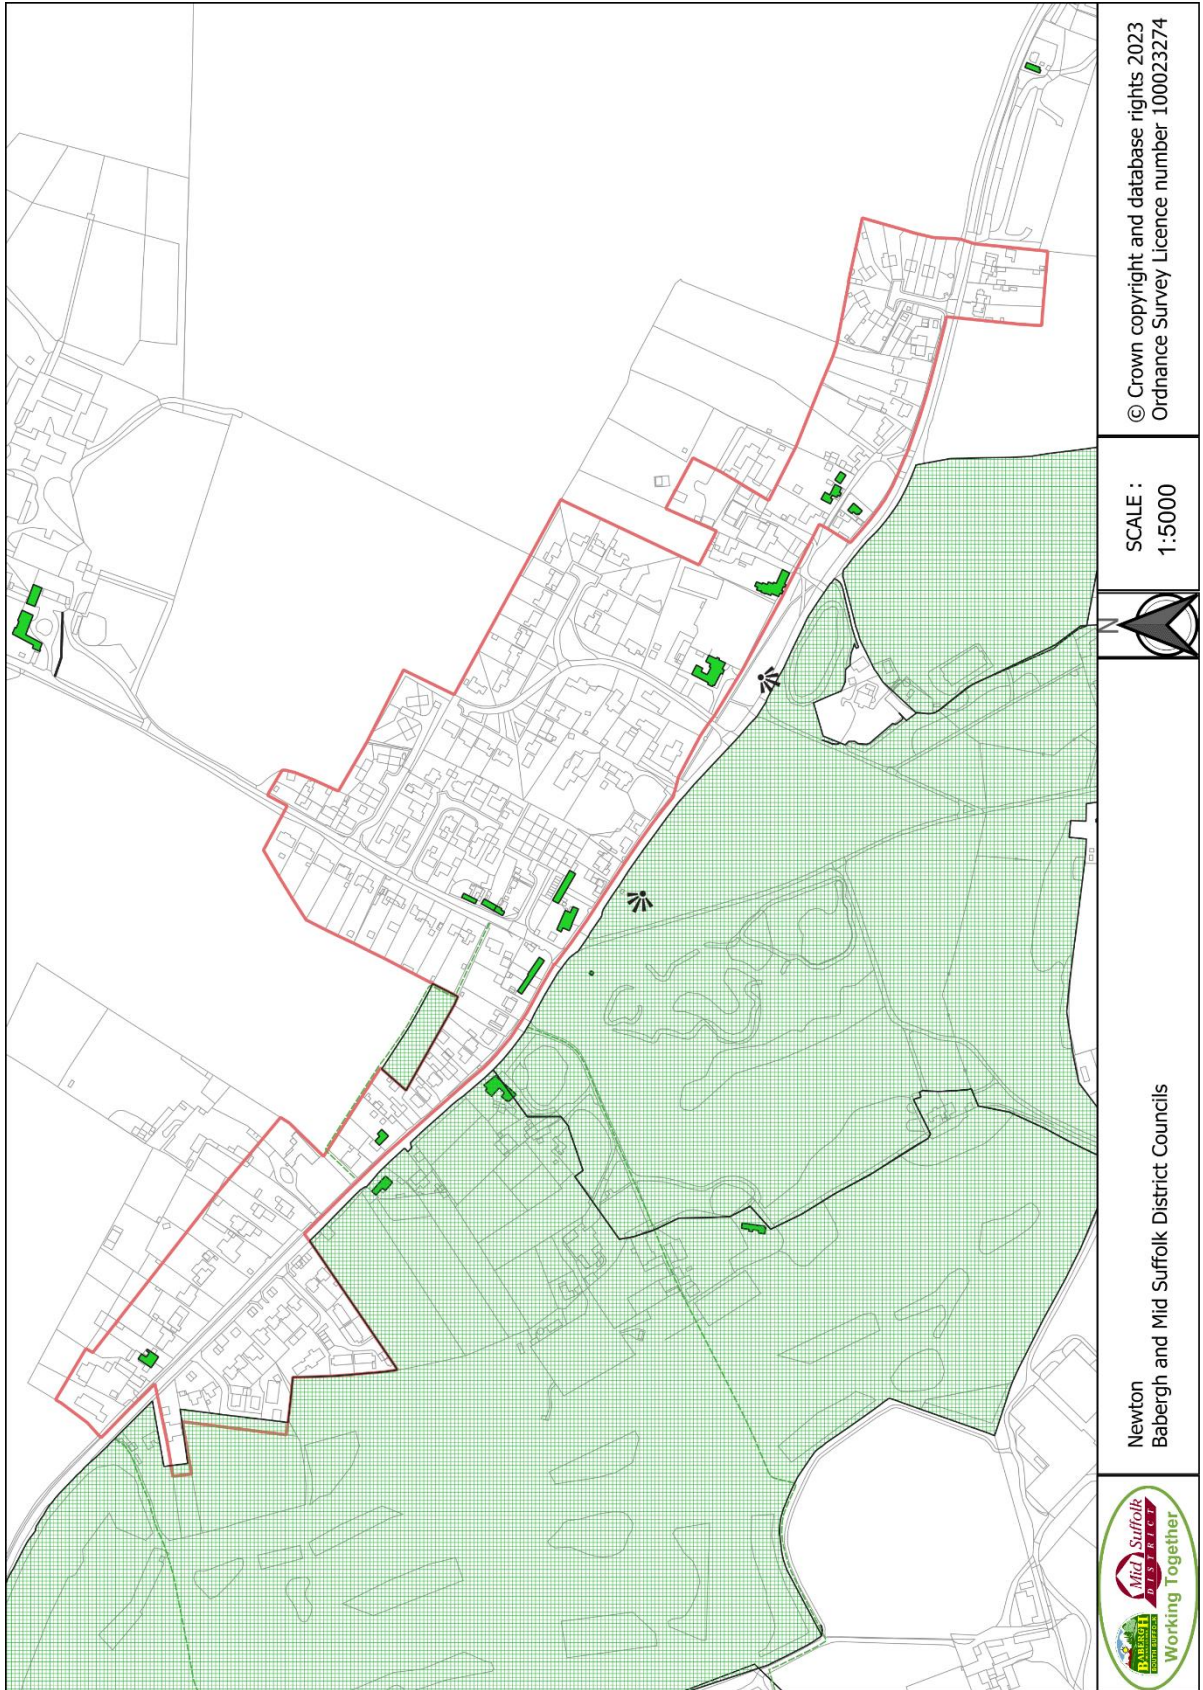 Newton
Babergh and Mid Suffolk District Councils
BABERGH
SOUTH SUFFOLK
Mid Suffolk
DISTRICT
Working Together
N
SCALE :
1:5000
© Crown copyright and database rights 2023
Ordnance Survey Licence number 100023274